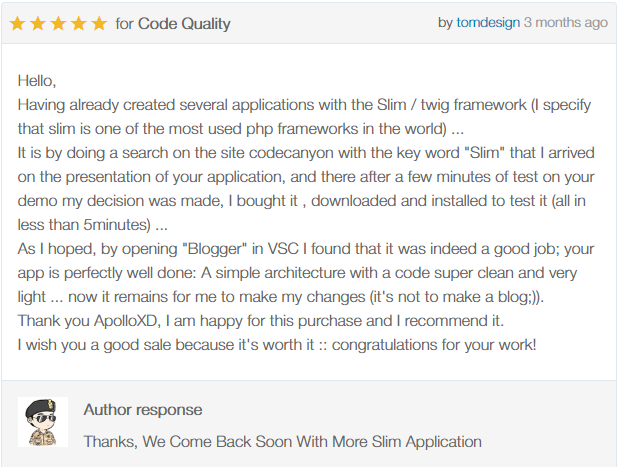 for Code Quality by torndesign 3 months ago
Hello,
Having already created several applications with the Slim / twig framework (I specify
that slim is one of the most used php frameworks in the world) ...
It is by doing a search on the site codecanyon with the key word "Slim" that I arrived
on the presentation of your application, and there after a few minutes of test on your
demo my decision was made, I bought it , downloaded and installed to test it (all in
less than 5minutes) ...
As I hoped, by opening "Blogger" in VSC I found that it was indeed a good job; your
app is perfectly well done: A simple architecture with a code super clean and very
light ... now it remains for me to make my changes (it's not to make a blog;)).
Thank you ApolloXD, I am happy for this purchase and I recommend it.
I wish you a good sale because it's worth it :: congratulations for your work!
Author response
Thanks, We Come Back Soon With More Slim Application